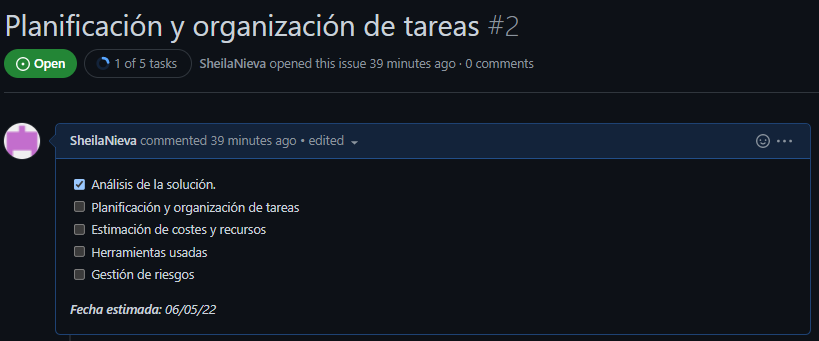 Planificación y organización de tareas #2
Open 1 of 5 tasks SheilaNieva opened this issue 39 minutes ago · 0 comments
SheilaNieva commented 39 minutes ago • edited
Análisis de la solución.
Planificación y organización de tareas
Estimación de costes y recursos
Herramientas usadas
Gestión de riesgos
Fecha estimada: 06/05/22